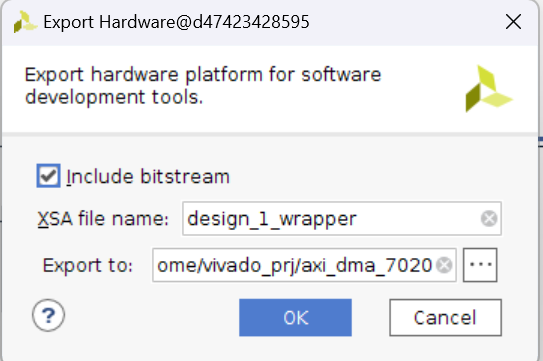 Export Hardware@d47423428595
Export hardware platform for software
development tools.
Include bitstream
XSA file name: design_1_wrapper
Export to: ome/vivado_prj/axi_dma_7020 ...
? OK Cancel